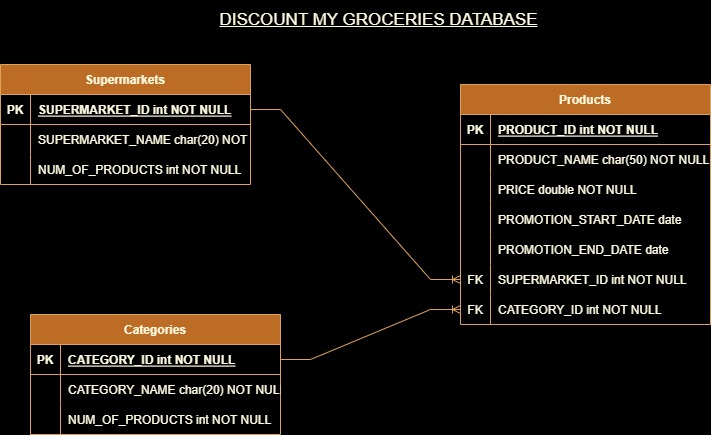 DISCOUNT MY GROCERIES DATABASE
Supermarkets
PK SUPERMARKET_ID int NOT NULL
SUPERMARKET_NAME char(20) NOT
NUM_OF_PRODUCTS int NOT NULL
Products
PK PRODUCT_ID int NOT NULL
PRODUCT_NAME char(50) NOT NULL
PRICE double NOT NULL
PROMOTION_START_DATE date
PROMOTION_END_DATE date
FK SUPERMARKET_ID int NOT NULL
FK CATEGORY_ID int NOT NULL
Categories
PK CATEGORY_ID int NOT NULL
CATEGORY_NAME char(20) NOT NUL
NUM_OF_PRODUCTS int NOT NULL